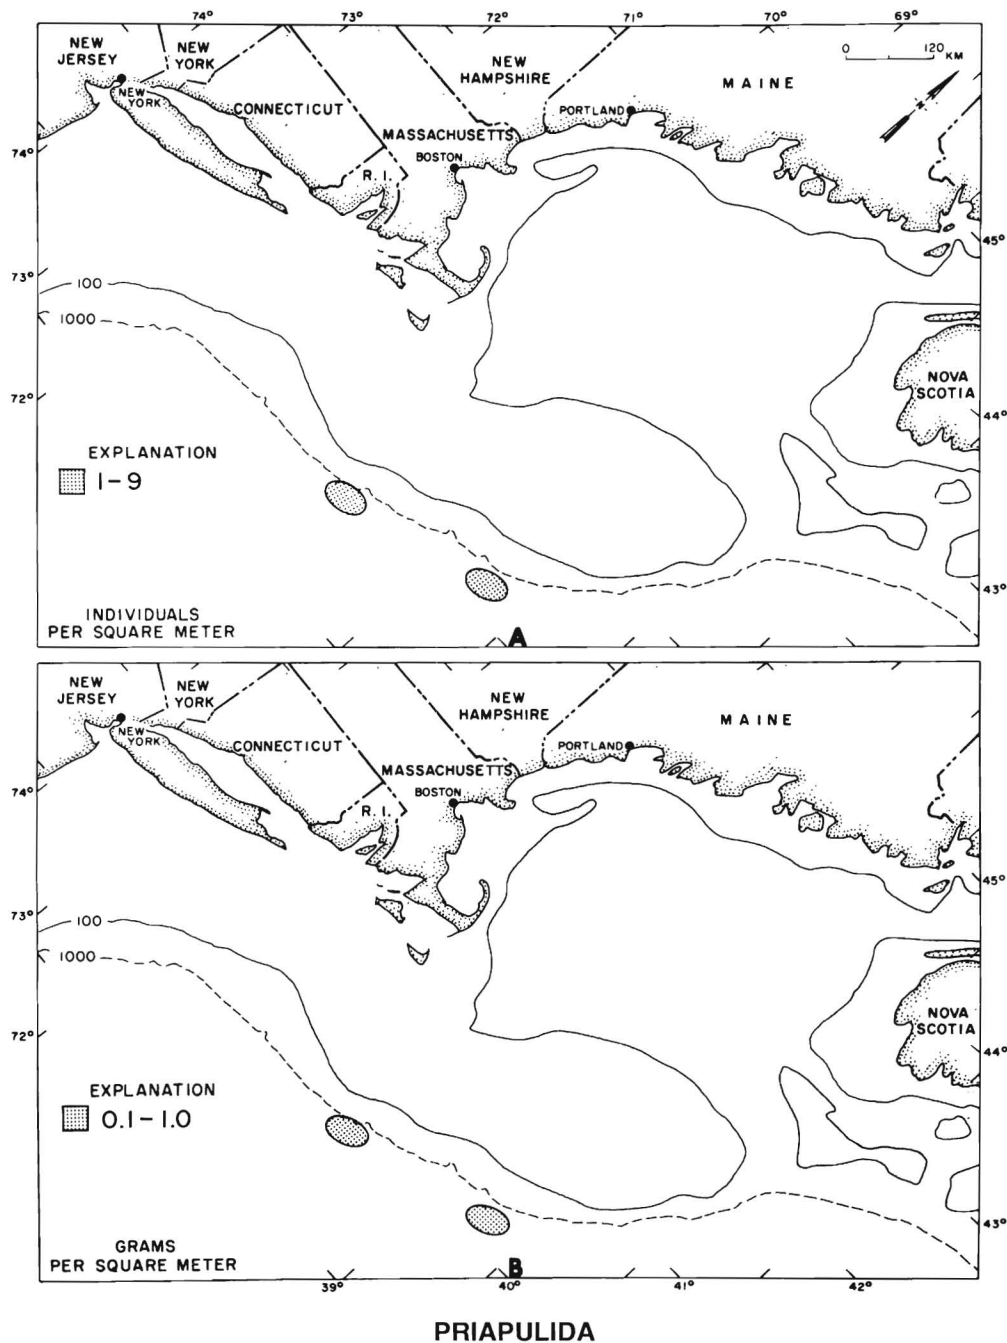 74° 73° 72° 71° 70° 69°
NEW JERSEY
NEW YORK
NEW YORK
CONNECTICUT
R. I.
MASSACHUSETTS
BOSTON
NEW HAMPSHIRE
PORTLAND
MAINE
0 120 KM
74°
73°
72°
100
1000
45°
44°
43°
NOVA SCOTIA
EXPLANATION
1–9
INDIVIDUALS
PER SQUARE METER
A
NEW JERSEY
NEW YORK
NEW YORK
CONNECTICUT
R. I.
MASSACHUSETTS
BOSTON
NEW HAMPSHIRE
PORTLAND
MAINE
74°
73°
72°
100
1000
45°
44°
43°
NOVA SCOTIA
EXPLANATION
0.1–1.0
GRAMS
PER SQUARE METER
B
39° 40° 41° 42°
PRIAPULIDA